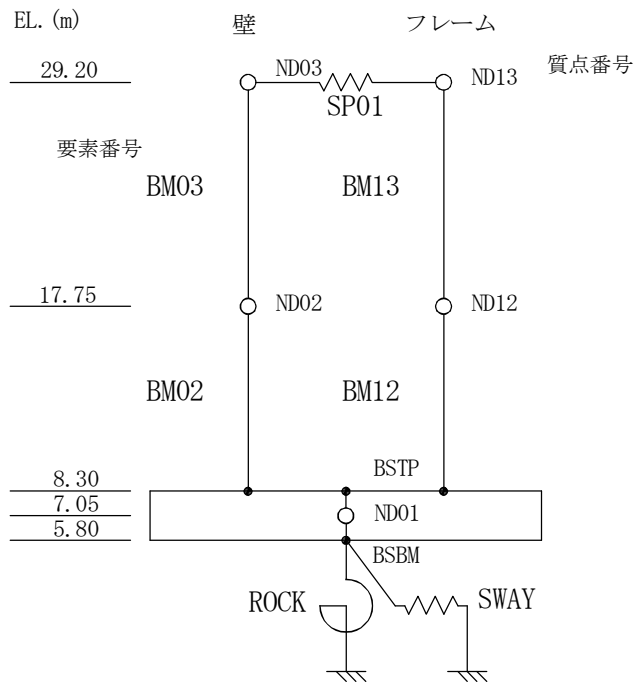 EL. (m)
壁
フレーム
29.20
ND03
ND13
質点番号
SP01
要素番号
BM03
BM13
17.75
ND02
ND12
BM02
BM12
8.30
BSTP
7.05
ND01
5.80
BSBM
ROCK
SWAY